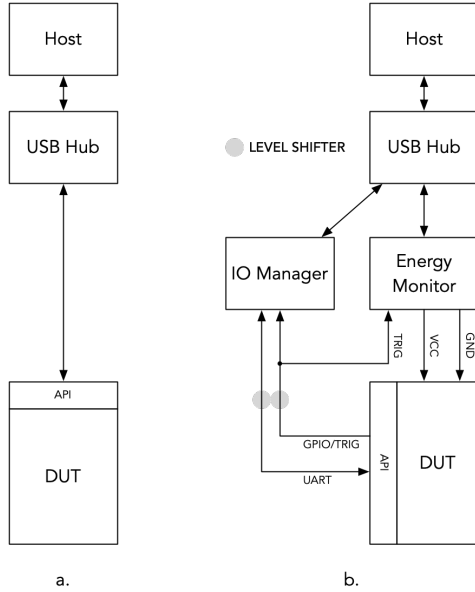 Host
USB Hub
API
DUT
a.
Host
USB Hub
LEVEL SHIFTER
IO Manager
Energy
Monitor
TRIG
VCC
GND
GPIO/TRIG
UART
API
DUT
b.